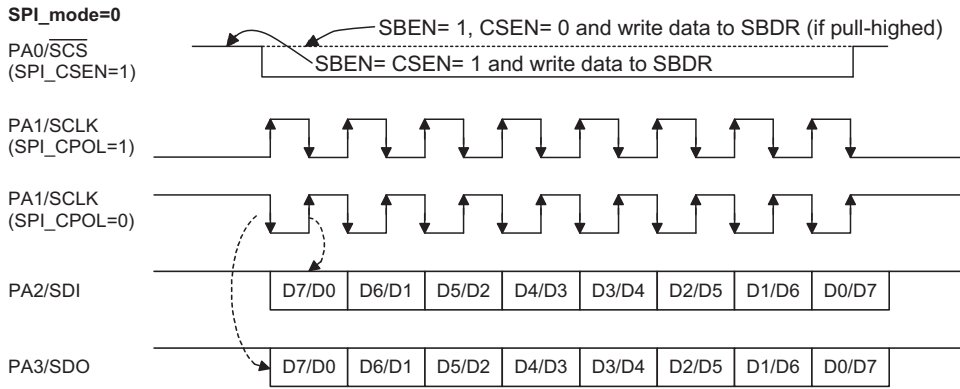 SPI_mode=0
SBEN= 1, CSEN= 0 and write data to SBDR (if pull-highed)
PA0/SCS
(SPI_CSEN=1)
SBEN= CSEN= 1 and write data to SBDR
PA1/SCLK
(SPI_CPOL=1)
PA1/SCLK
(SPI_CPOL=0)
PA2/SDI D7/D0 D6/D1 D5/D2 D4/D3 D3/D4 D2/D5 D1/D6 D0/D7
PA3/SDO D7/D0 D6/D1 D5/D2 D4/D3 D3/D4 D2/D5 D1/D6 D0/D7